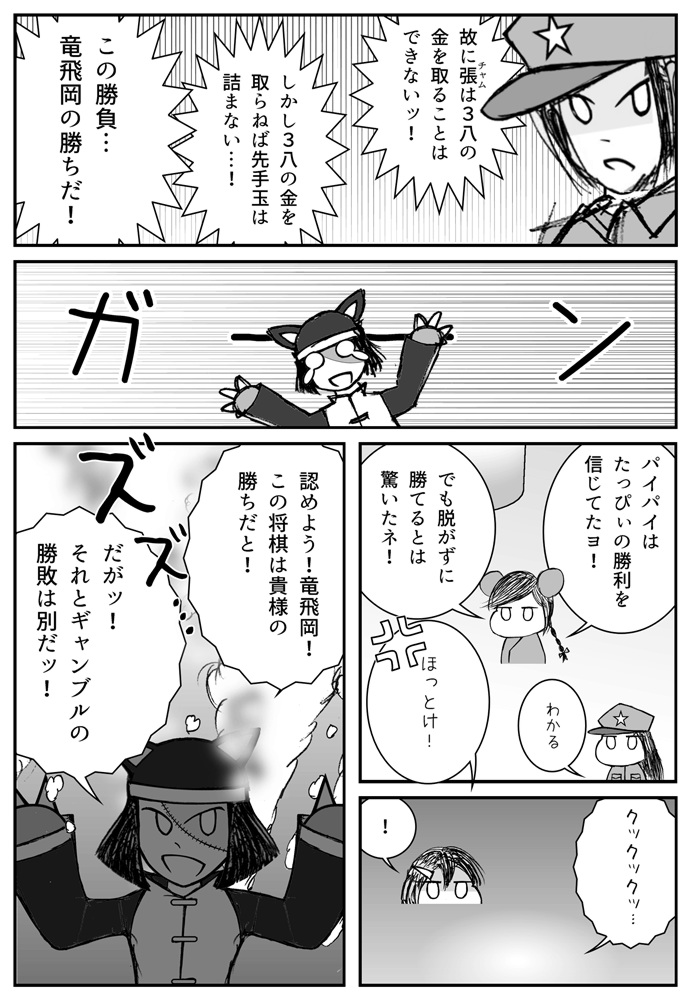 故に張は3八の
チャム
金を取ることは
できないッ！
しかし3八の金を
取らねば先手玉は
詰まない…！
この勝負…
竜飛岡の勝ちだ！
ガン
パイパイは
たっぴぃの勝利を
信じてたョ！
でも脱がずに
勝てるとは
驚いたネ！
ほっとけ！
わかる
クックックッ…
！
認めよう！竜飛岡！
この将棋は貴様の
勝ちだと！
ズズ…
だがッ！
それとギャンブルの
勝敗は別だッ！